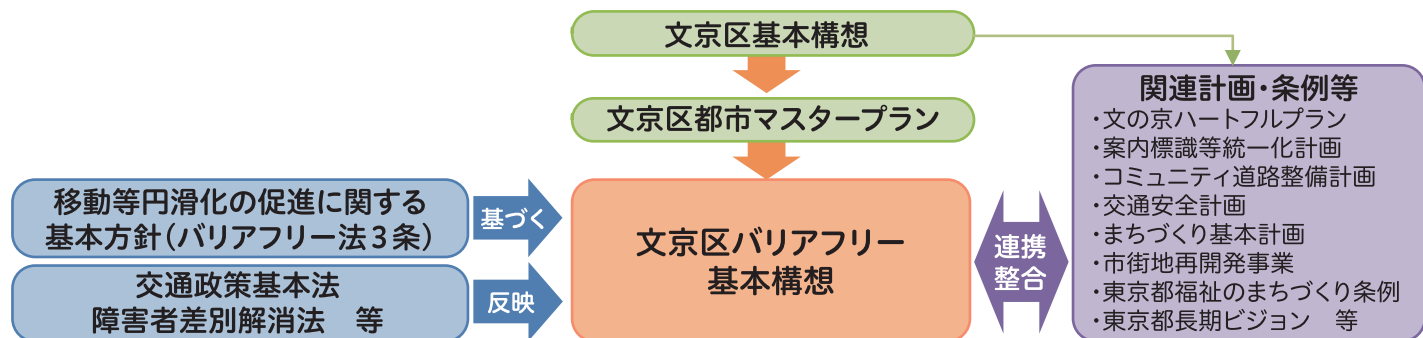 文京区基本構想
文京区都市マスタープラン
移動等円滑化の促進に関する
基本方針(バリアフリー法3条)
基づく
交通政策基本法
障害者差別解消法　等
反映
文京区バリアフリー
基本構想
連携
整合
関連計画・条例等
・文の京ハートフルプラン
・案内標識等統一化計画
・コミュニティ道路整備計画
・交通安全計画
・まちづくり基本計画
・市街地再開発事業
・東京都福祉のまちづくり条例
・東京都長期ビジョン　等